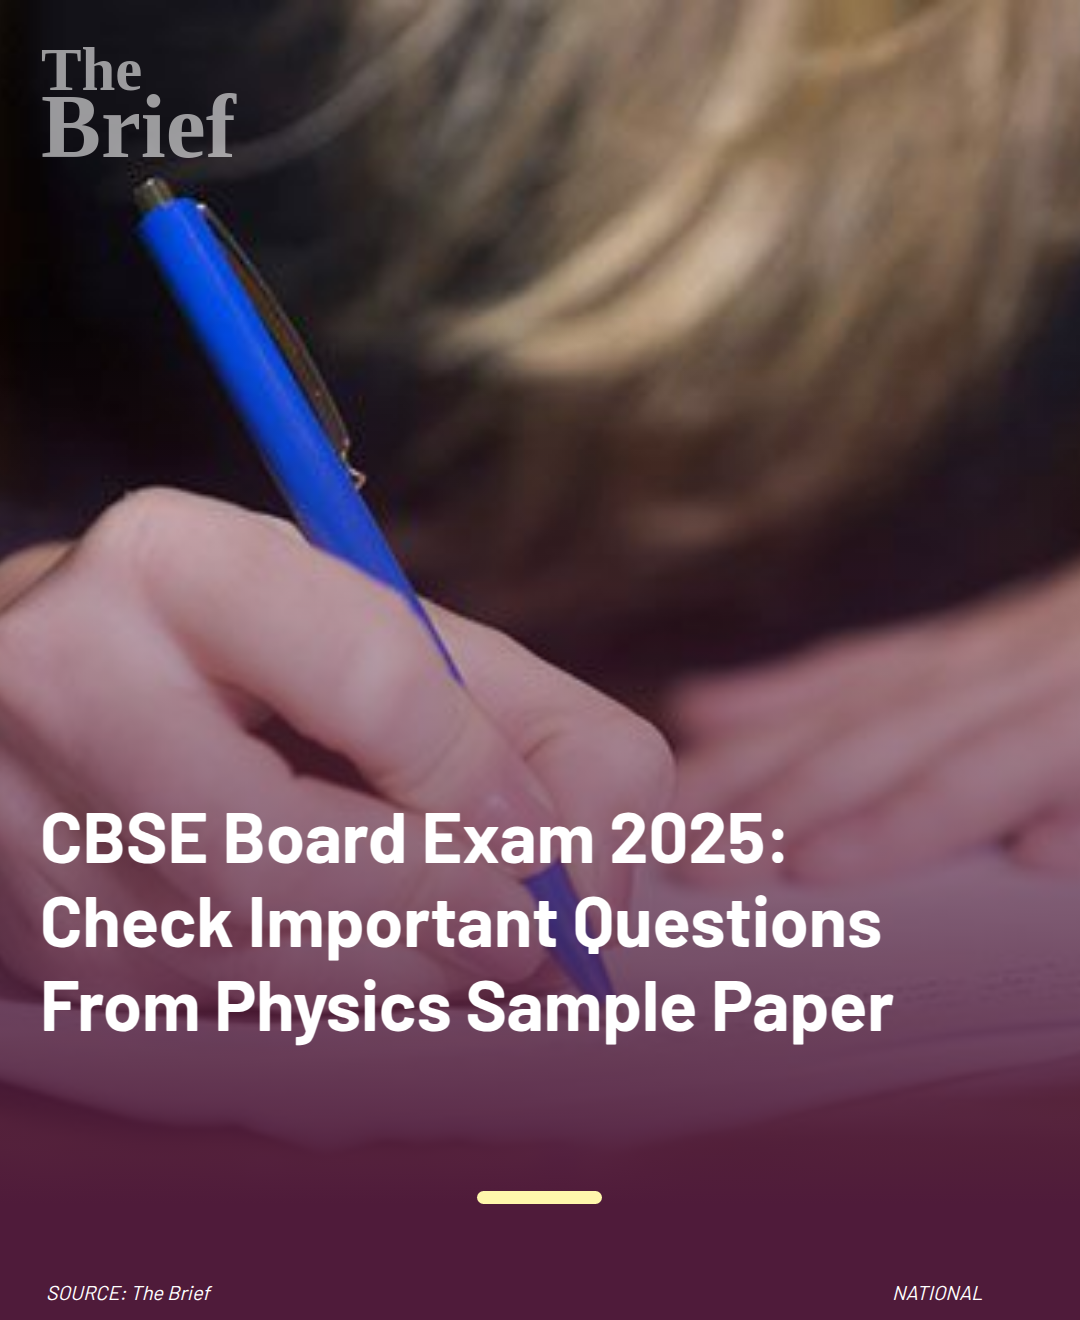 The
Brief
CBSE Board Exam 2025:
Check Important Questions
From Physics Sample Paper
SOURCE: The Brief
NATIONAL